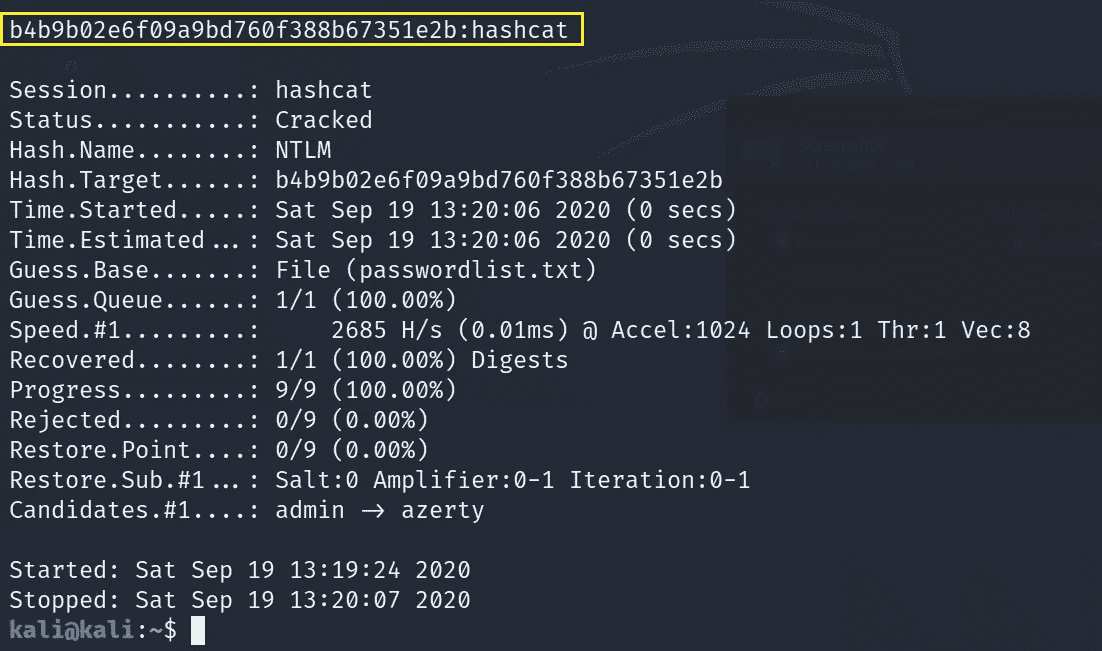 b4b9b02e6f09a9bd760f388b67351e2b:hashcat
Session..........: hashcat
Status...........: Cracked
Hash.Name........: NTLM
Hash.Target......: b4b9b02e6f09a9bd760f388b67351e2b
Time.Started.....: Sat Sep 19 13:20:06 2020 (0 secs)
Time.Estimated...: Sat Sep 19 13:20:06 2020 (0 secs)
Guess.Base.......: File (passwordlist.txt)
Guess.Queue......: 1/1 (100.00%)
Speed.#1.........:     2685 H/s (0.01ms) @ Accel:1024 Loops:1 Thr:1 Vec:8
Recovered........: 1/1 (100.00%) Digests
Progress.........: 9/9 (100.00%)
Rejected.........: 0/9 (0.00%)
Restore.Point....: 0/9 (0.00%)
Restore.Sub.#1...: Salt:0 Amplifier:0-1 Iteration:0-1
Candidates.#1....: admin -> azerty
Started: Sat Sep 19 13:19:24 2020
Stopped: Sat Sep 19 13:20:07 2020
kali@kali:~$
Screenshot